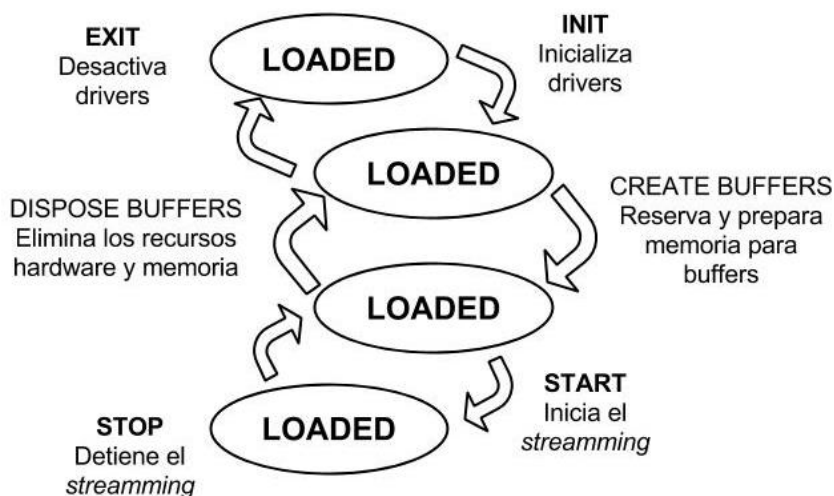 EXIT
Desactiva
drivers
LOADED
INIT
Inicializa
drivers
LOADED
DISPOSE BUFFERS
Elimina los recursos
hardware y memoria
CREATE BUFFERS
Reserva y prepara
memoria para
buffers
LOADED
STOP
Detiene el
streamming
LOADED
START
Inicia el
streamming